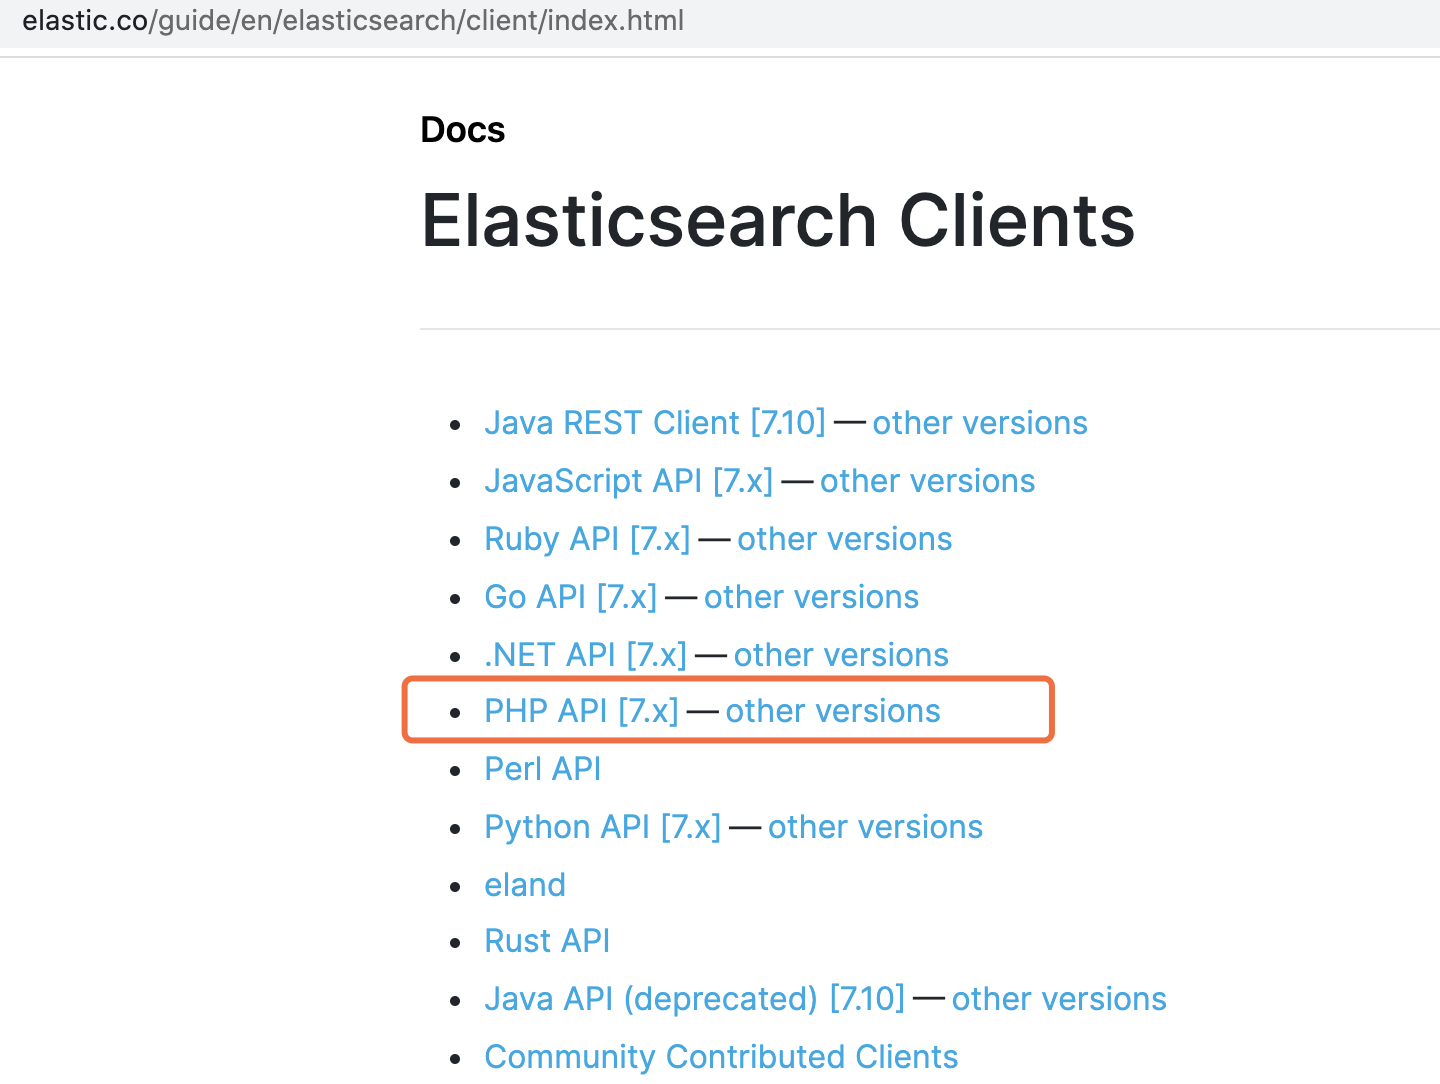 elastic.co/guide/en/elasticsearch/client/index.html
Docs
Elasticsearch Clients
Java REST Client [7.10] — other versions
JavaScript API [7.x] — other versions
Ruby API [7.x] — other versions
Go API [7.x] — other versions
.NET API [7.x] — other versions
PHP API [7.x] — other versions
Perl API
Python API [7.x] — other versions
eland
Rust API
Java API (deprecated) [7.10] — other versions
Community Contributed Clients